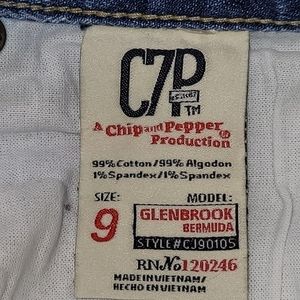 C7P
TM
A Chip and Pepper
Production
99% Cotton/99% Algodon
1% Spandex/1% Spandex
SIZE: MODEL:
9 GLENBROOK
BERMUDA
STYLE#CJ90105
RN No 120246
MADE IN VIETNAM/
HECHO EN VIETNAM